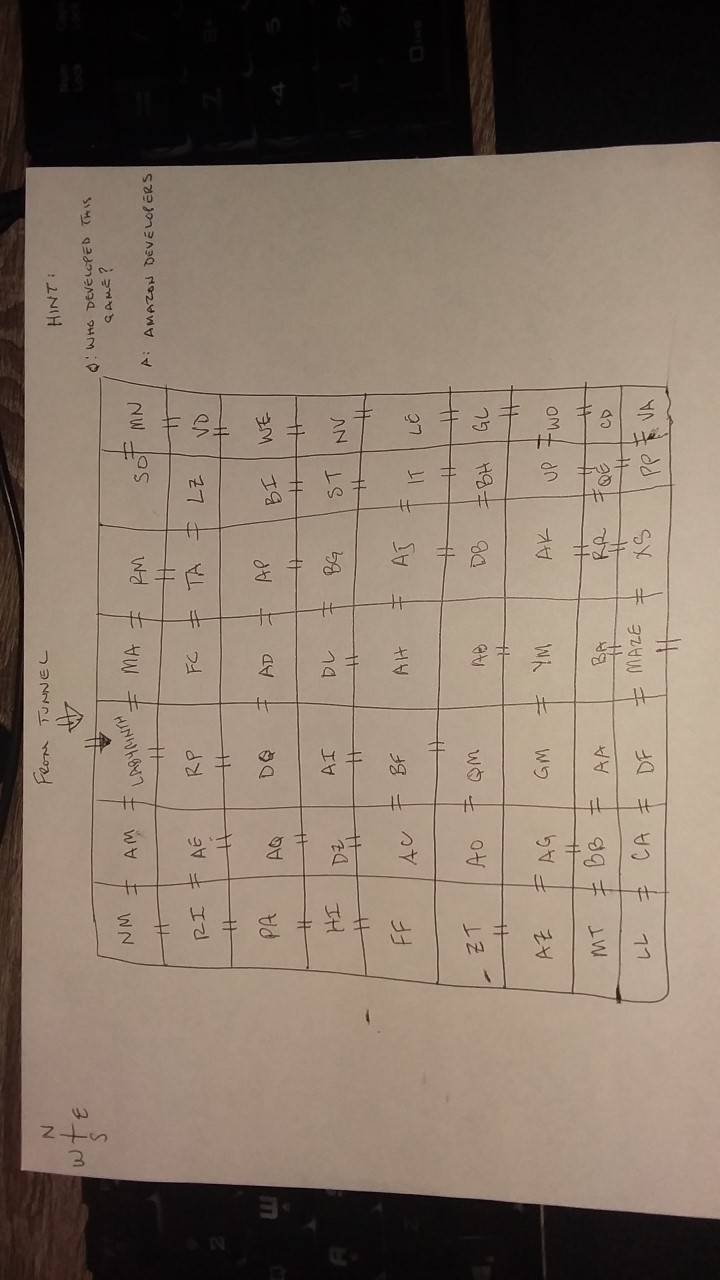 FROM TUNNEL
HINT:
Q: WHO DEVELOPED THIS
GAME?
A: AMAZON DEVELOPERS
N
W E
S
NM AM LABYRINTH MA RM SO MN
RI AE RP FC TA LZ VD
PA AQ DQ AD AP BI WE
HI DZ AI DL BG ST NV
FF AC BF AH AJ IT LE
ZT AO QM AB DB BH GL
AZ AG GM YM AK UP WO
MT BB AA BA RR QE CD
LL CA DF MAZE XS PP VA